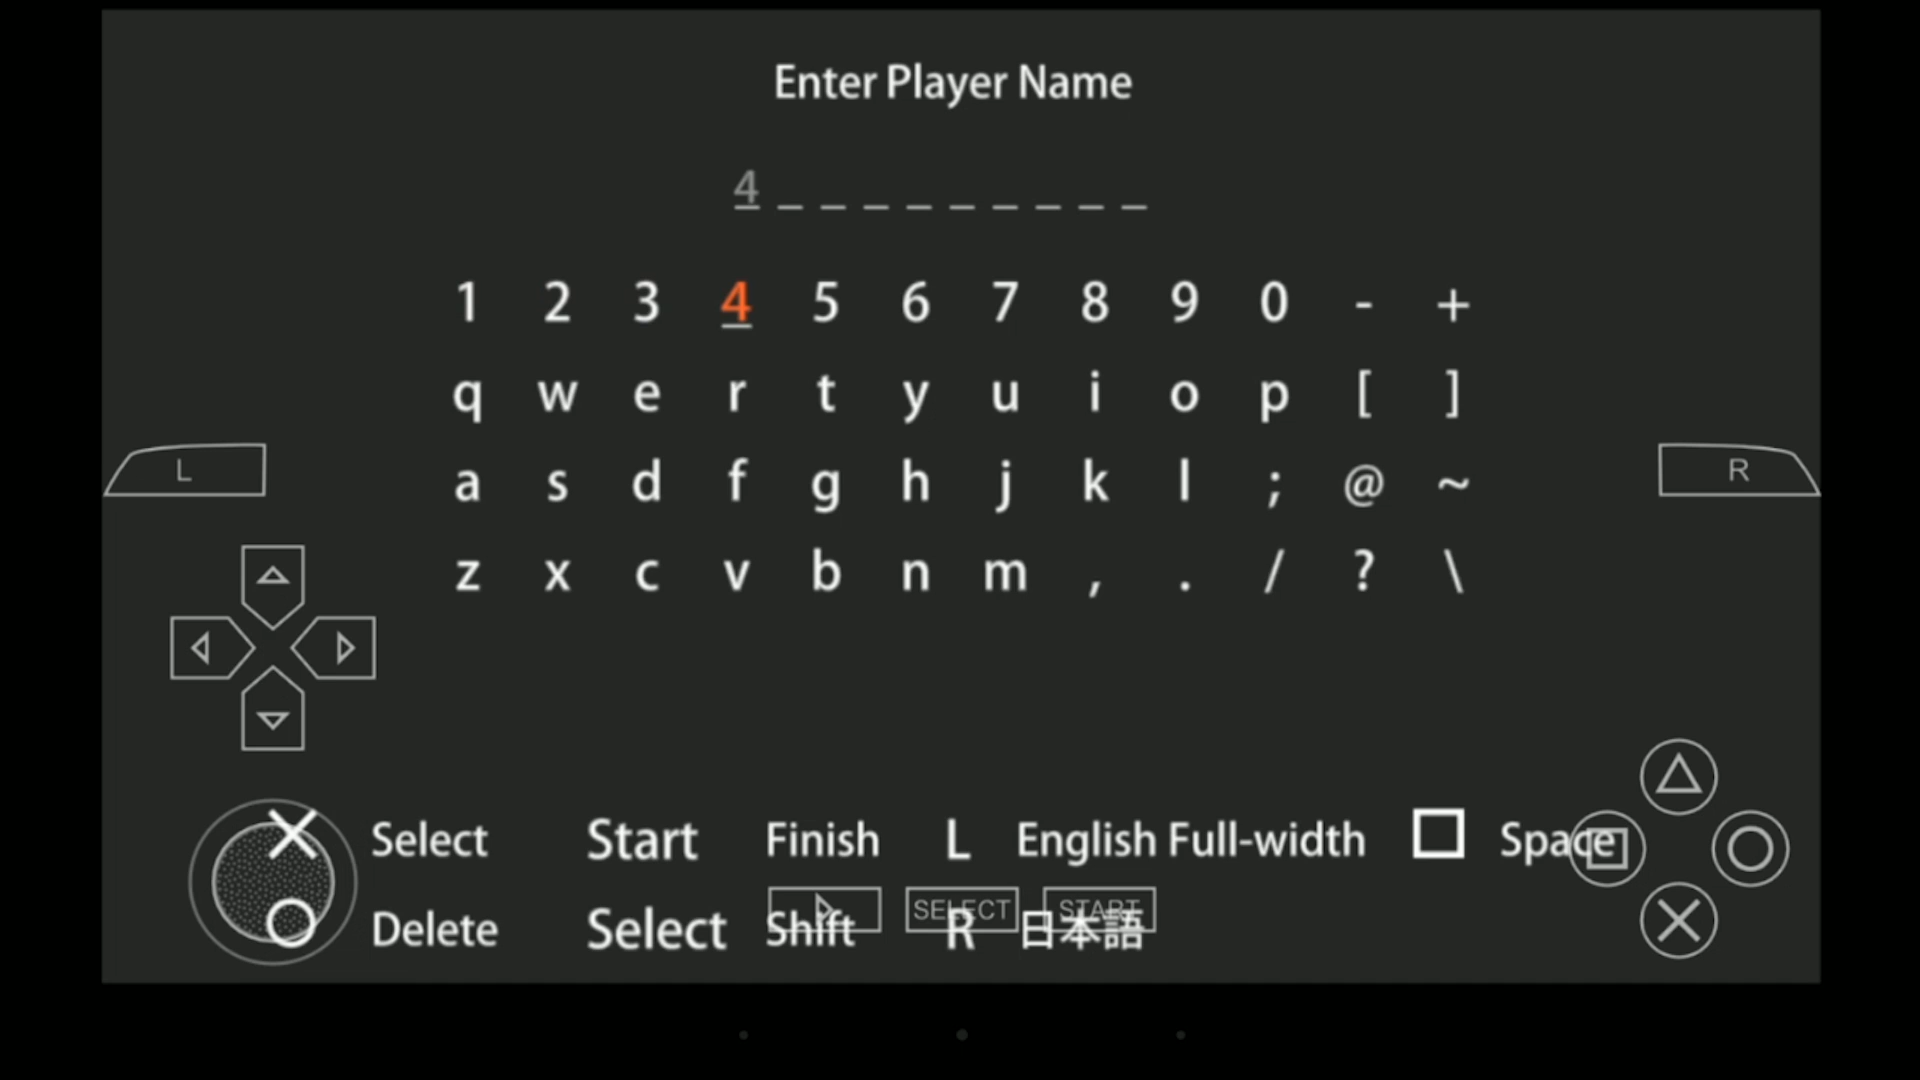 Enter Player Name
4 _ _ _ _ _ _ _ _ _
1 2 3 4 5 6 7 8 9 0 - +
q w e r t y u i o p [ ]
L a s d f g h j k l ; @ ~ R
z x c v b n m , . / ? \
Select Start Finish L English Full-width Space
SELECT START
Delete Select Shift R 日本語